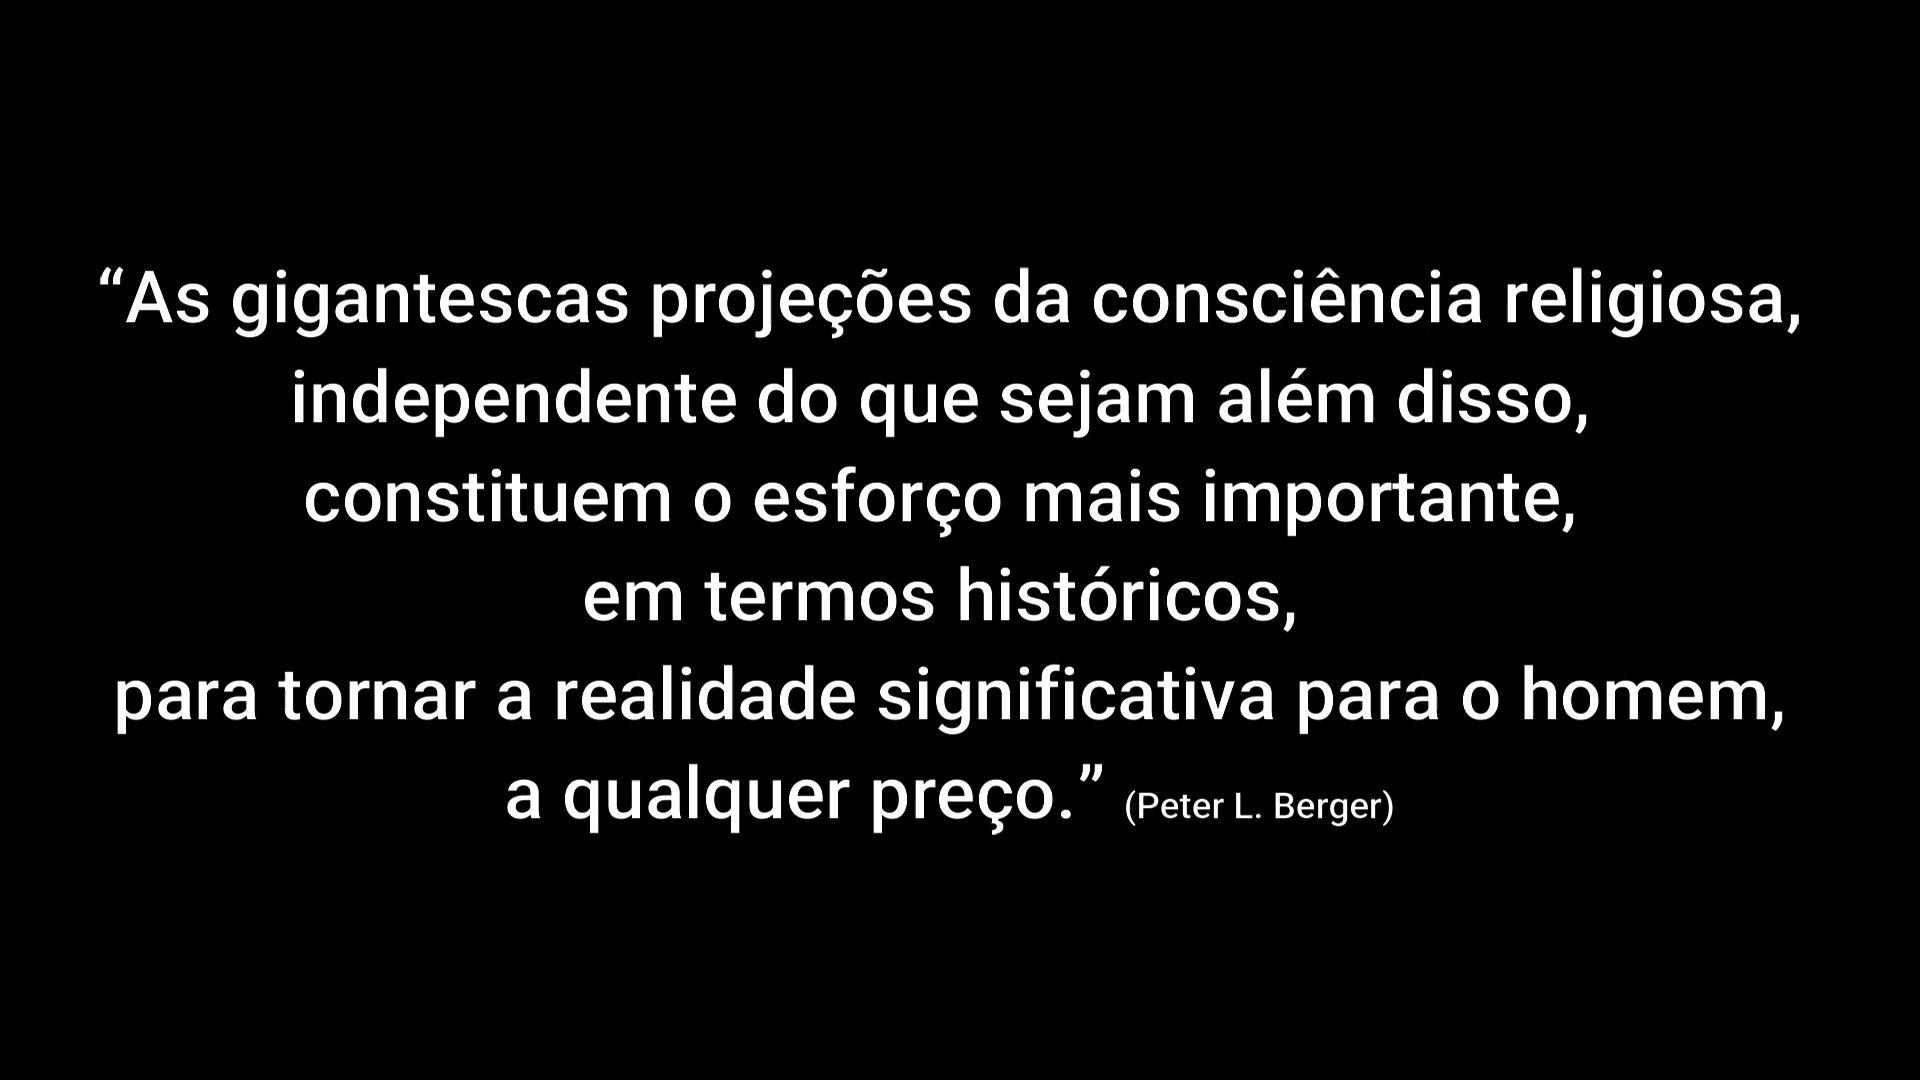 “As gigantescas projeções da consciência religiosa,
independente do que sejam além disso,
constituem o esforço mais importante,
em termos históricos,
para tornar a realidade significativa para o homem,
a qualquer preço.” (Peter L. Berger)